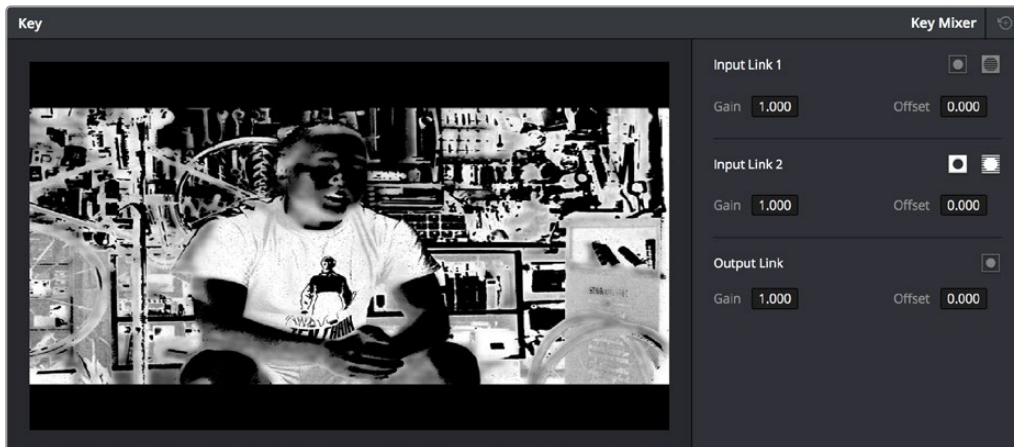 Key
Key Mixer
Input Link 1
Gain 1.000 Offset 0.000
Input Link 2
Gain 1.000 Offset 0.000
Output Link
Gain 1.000 Offset 0.000